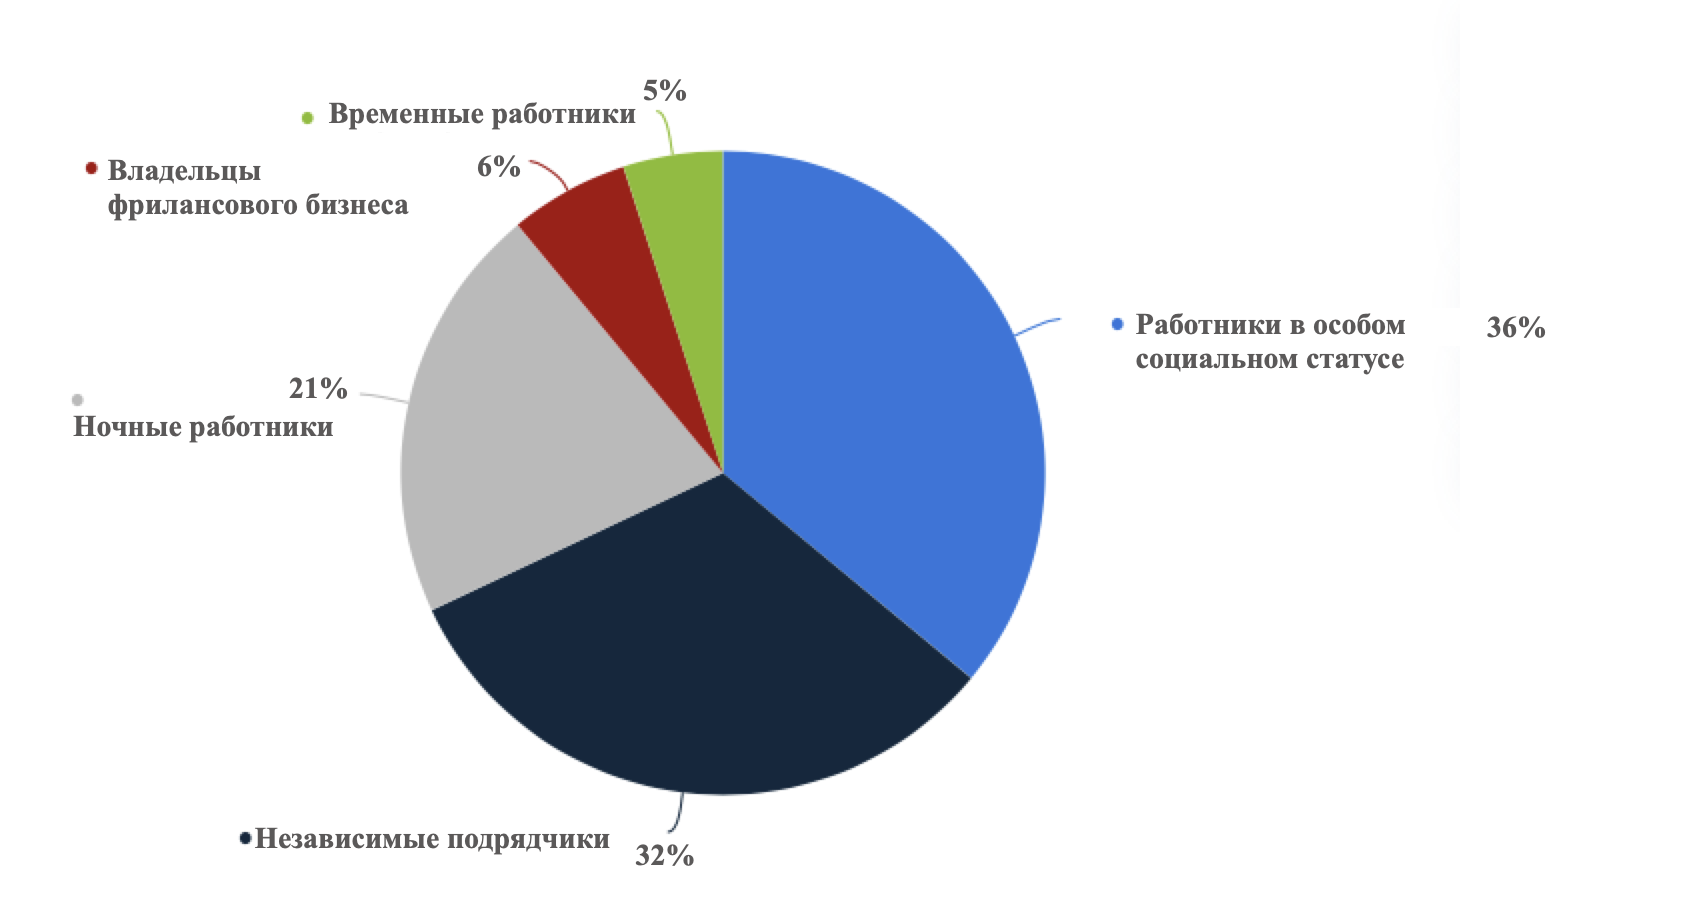 5%
Временные работники
6%
Владельцы
фрилансового бизнеса
Работники в особом
социальном статусе
36%
21%
Ночные работники
Независимые подрядчики
32%